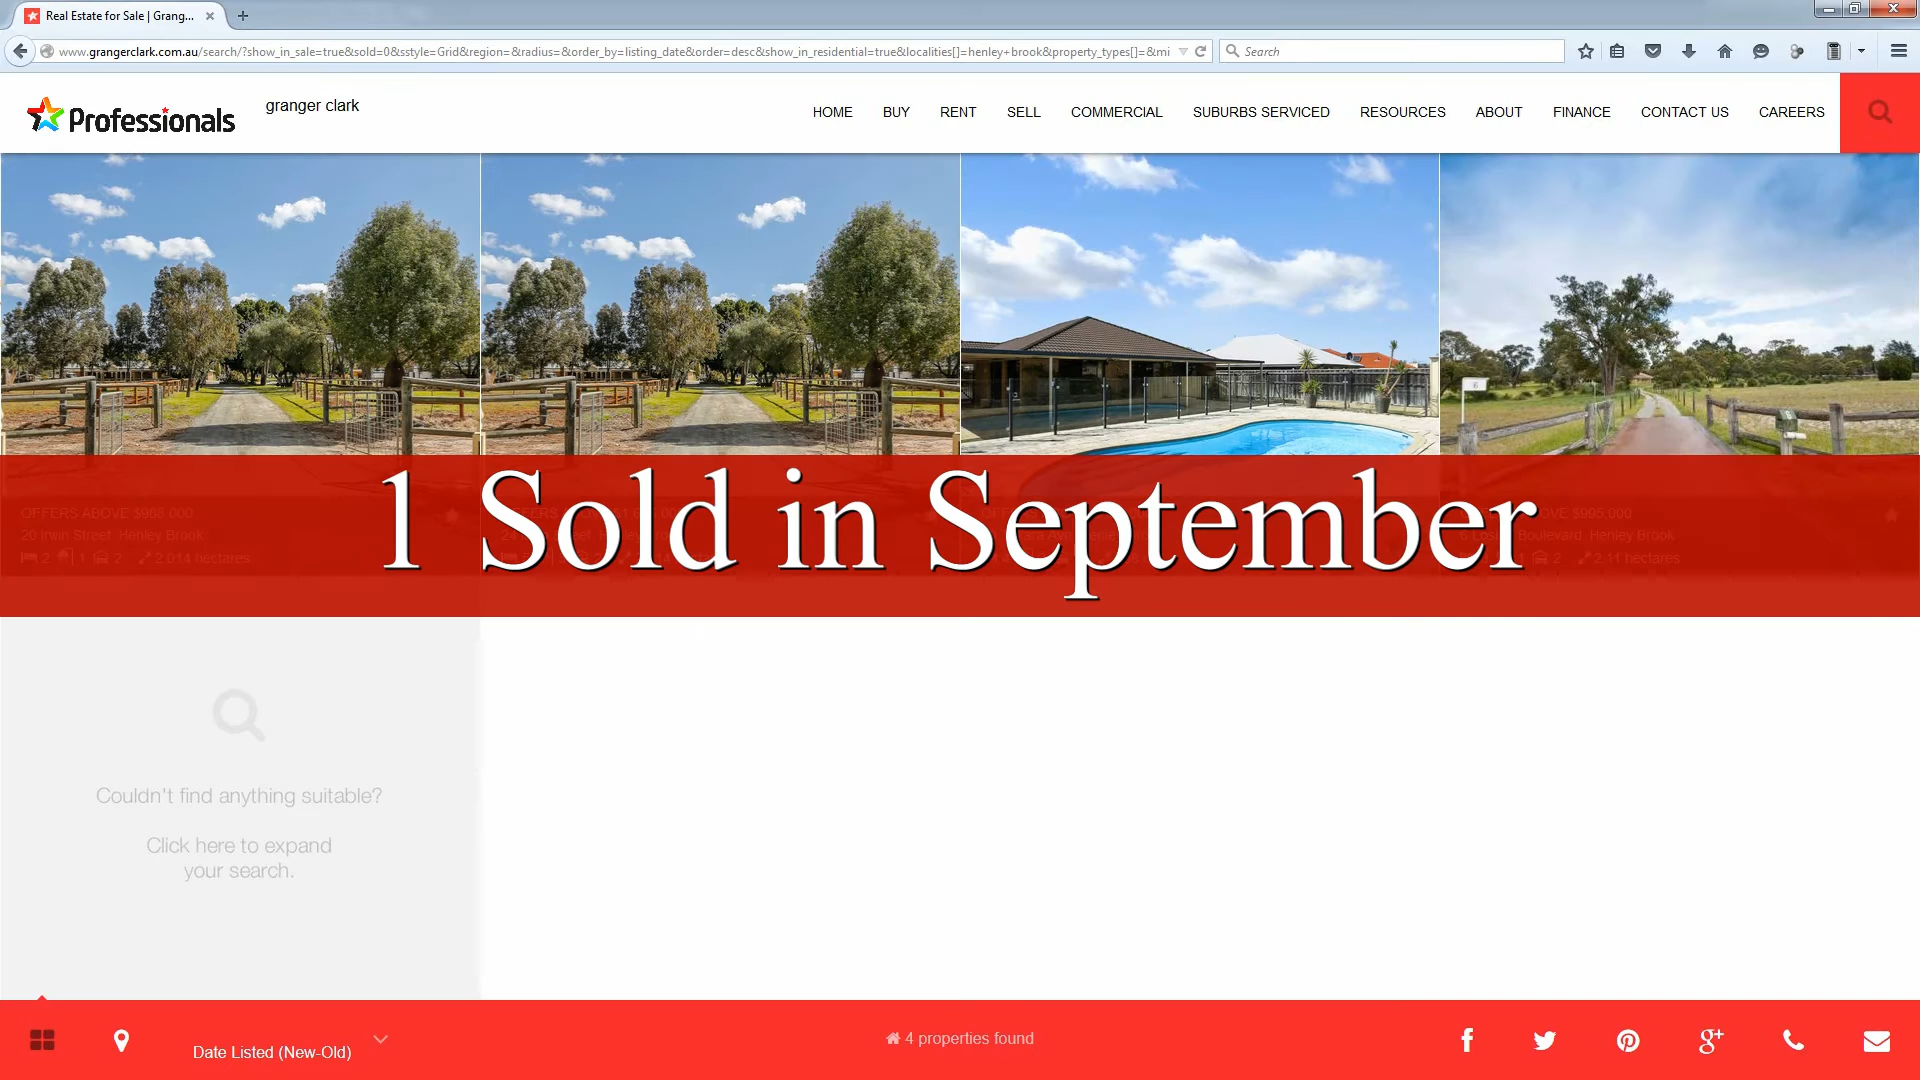 Real Estate for Sale | Grang...
www.grangerclark.com.au/search/?show_in_sale=true&sold=0&sstyle=Grid&region=&radius=&order_by=listing_date&order=desc&show_in_residential=true&localities[]=henley+brook&property_types[]=&mi
Search
Professionals
granger clark
HOME BUY RENT SELL COMMERCIAL SUBURBS SERVICED RESOURCES ABOUT FINANCE CONTACT US CAREERS
6
1 Sold in September
OFFERS ABOVE $988,000
$995,000
20 Irwin Street Henley Brook
Boulevard Henley Brook
2 1 2 2.014 hectares
2 2.11 hectares
Couldn't find anything suitable?
Click here to expand
your search.
Date Listed (New-Old)
4 properties found